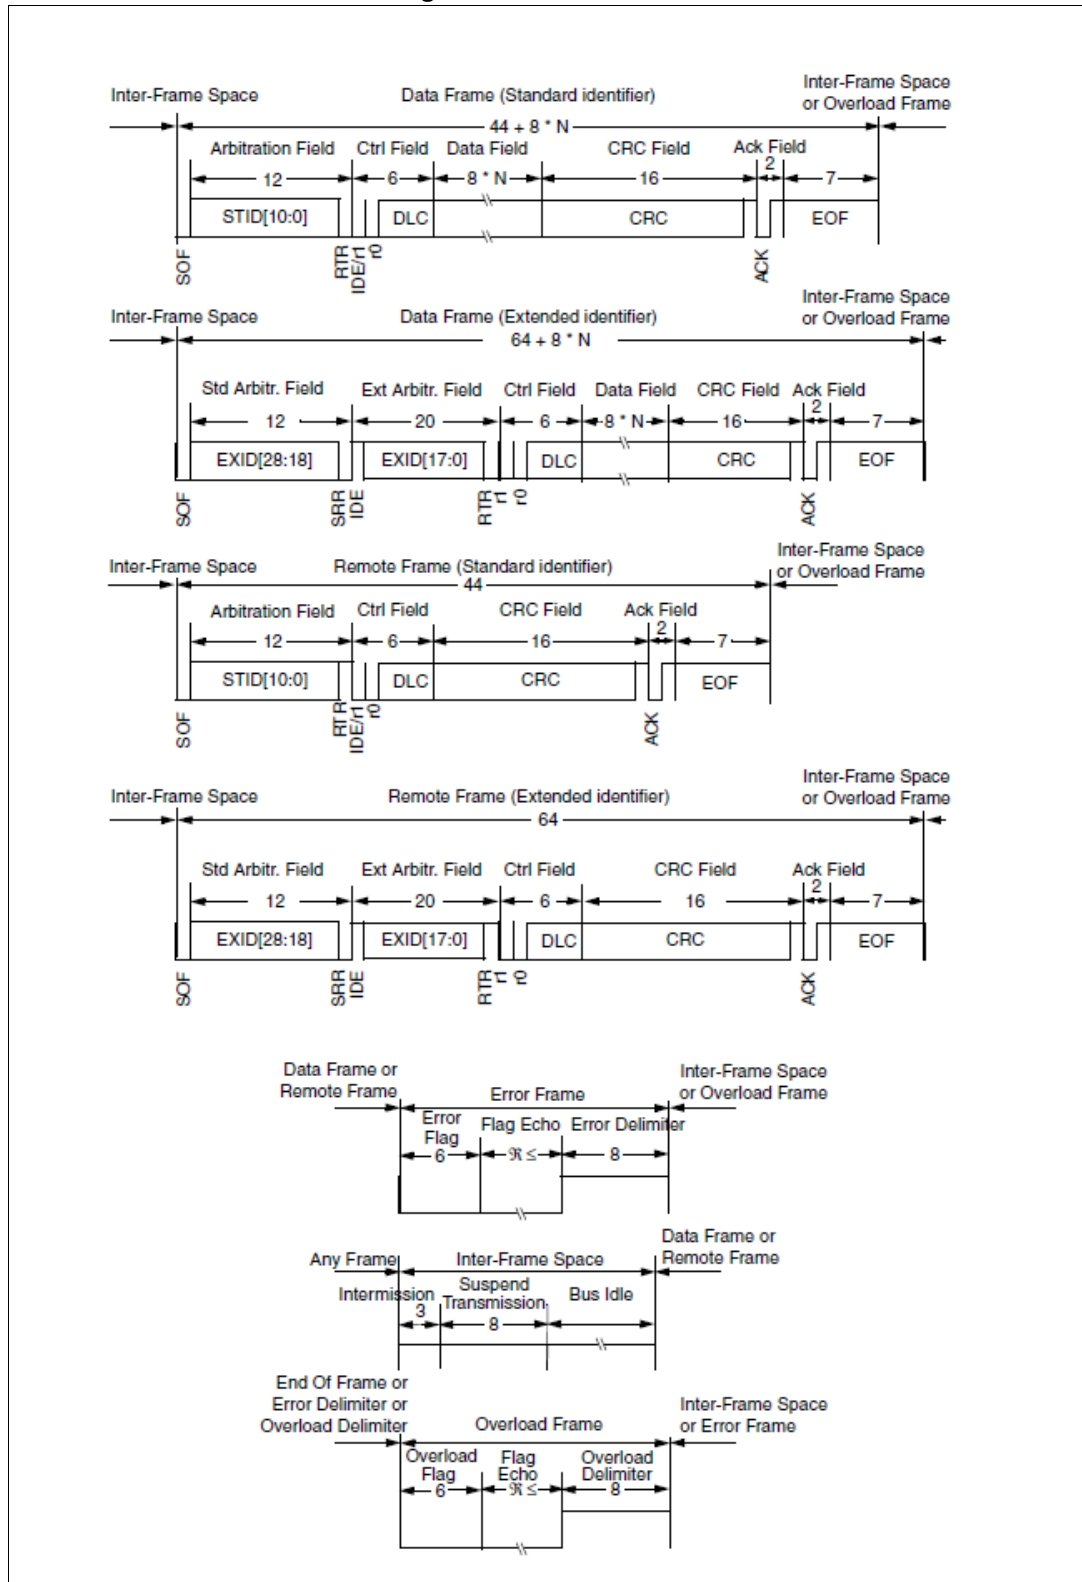 Inter-Frame Space
Data Frame (Standard identifier)
Inter-Frame Space
or Overload Frame
44 + 8 * N
Arbitration Field
Ctrl Field
Data Field
CRC Field
Ack Field
12
6
8 * N
16
2
7
STID[10:0]
DLC
CRC
EOF
SOF
RTR
IDE/r1
r0
ACK
Inter-Frame Space
Data Frame (Extended identifier)
Inter-Frame Space
or Overload Frame
64 + 8 * N
Std Arbitr. Field
Ext Arbitr. Field
Ctrl Field
Data Field
CRC Field
Ack Field
12
20
6
8 * N
16
2
7
EXID[28:18]
EXID[17:0]
DLC
CRC
EOF
SOF
SRR
IDE
RTR
r1
r0
ACK
Inter-Frame Space
Remote Frame (Standard identifier)
Inter-Frame Space
or Overload Frame
44
Arbitration Field
Ctrl Field
CRC Field
Ack Field
12
6
16
2
7
STID[10:0]
DLC
CRC
EOF
SOF
RTR
IDE/r1
r0
ACK
Inter-Frame Space
Remote Frame (Extended identifier)
Inter-Frame Space
or Overload Frame
64
Std Arbitr. Field
Ext Arbitr. Field
Ctrl Field
CRC Field
Ack Field
12
20
6
16
2
7
EXID[28:18]
EXID[17:0]
DLC
CRC
EOF
SOF
SRR
IDE
RTR
r1
r0
ACK
Data Frame or
Remote Frame
Error Frame
Inter-Frame Space
or Overload Frame
Error
Flag
Flag Echo
Error Delimiter
6
ℜ ≤
8
Any Frame
Inter-Frame Space
Data Frame or
Remote Frame
Intermission
Suspend
Transmission
Bus Idle
3
8
End Of Frame or
Error Delimiter or
Overload Delimiter
Overload Frame
Inter-Frame Space
or Error Frame
Overload
Flag
Flag
Echo
Overload
Delimiter
6
ℜ ≤
8